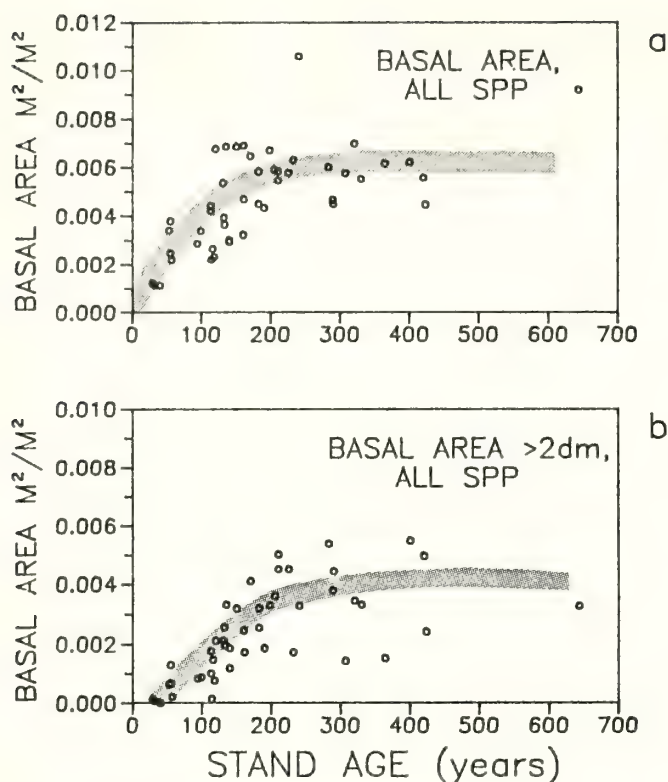 a
BASAL AREA,
ALL SPP
BASAL AREA M²/M²
0.012
0.010
0.008
0.006
0.004
0.002
0.000
0 100 200 300 400 500 600 700
b
BASAL AREA >2dm,
ALL SPP
BASAL AREA M²/M²
0.010
0.008
0.006
0.004
0.002
0.000
0 100 200 300 400 500 600 700
STAND AGE (years)